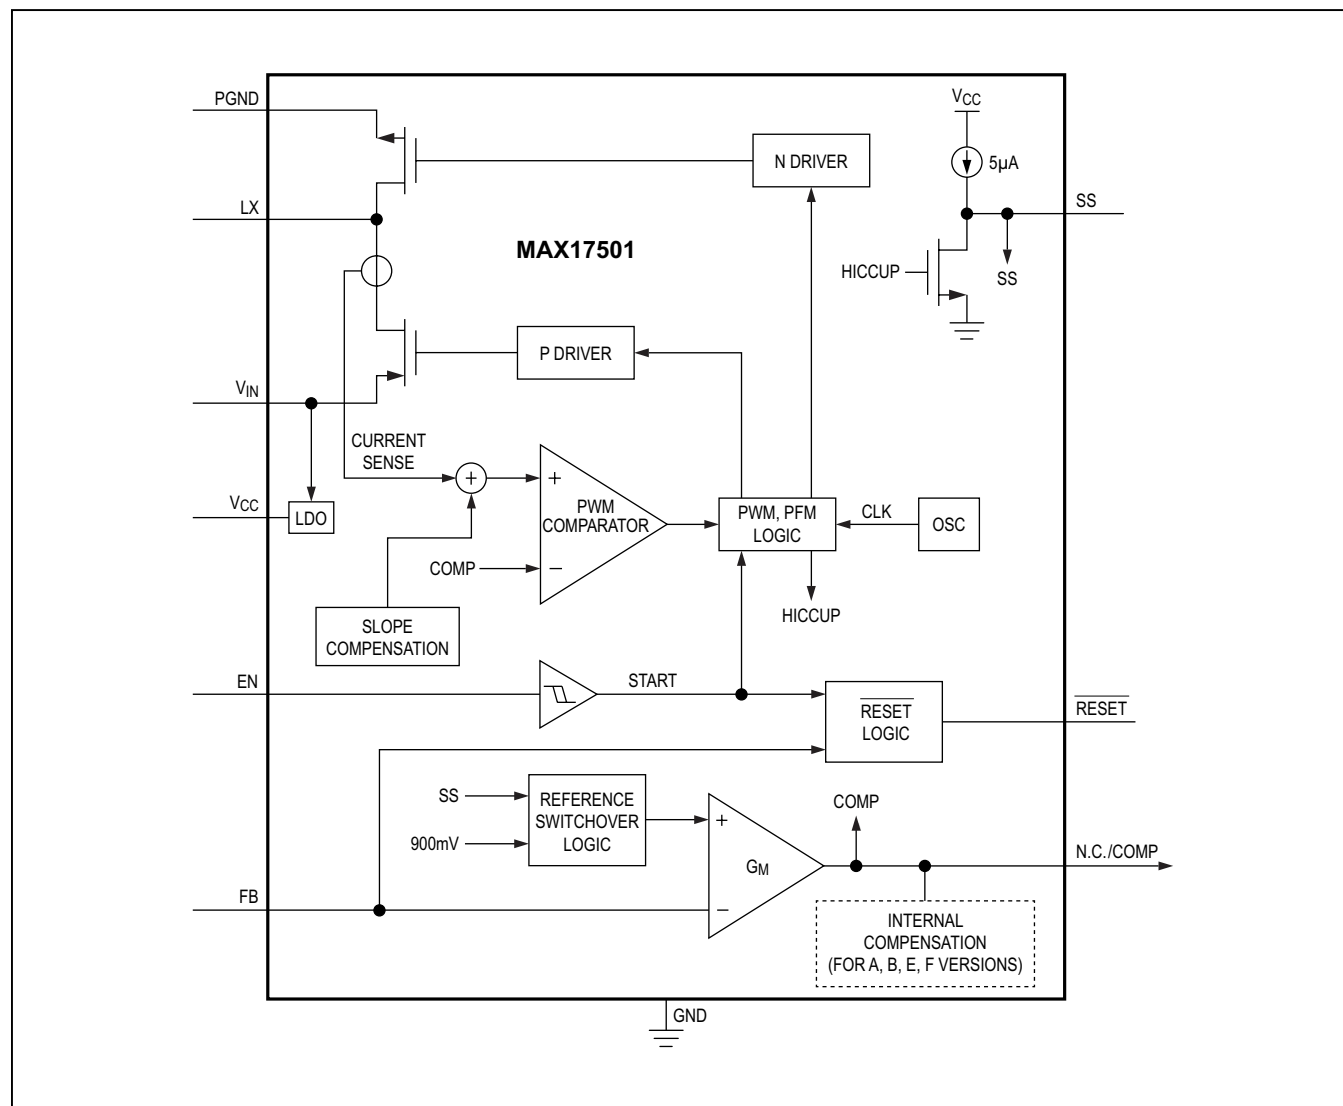 PGND
VCC
N DRIVER
5µA
LX
SS
MAX17501
HICCUP
SS
P DRIVER
VIN
CURRENT
SENSE
+
+
VCC
LDO
PWM
COMPARATOR
PWM, PFM
LOGIC
CLK
OSC
COMP
−
HICCUP
SLOPE
COMPENSATION
EN
START
RESET
LOGIC
RESET
SS
REFERENCE
SWITCHOVER
LOGIC
900mV
+
GM
−
COMP
N.C./COMP
FB
INTERNAL
COMPENSATION
(FOR A, B, E, F VERSIONS)
GND